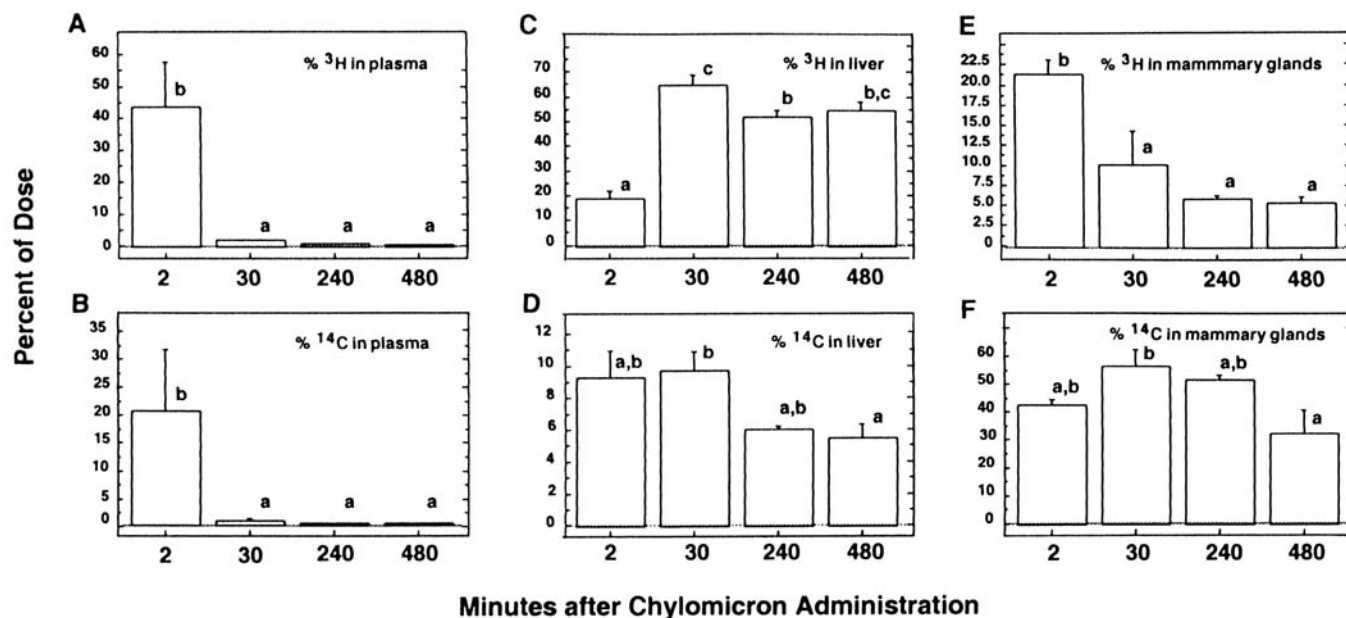 Percent of Dose
A
% ³H in plasma
60
50
40
30
20
10
0
b
a
a
a
2 30 240 480
B
% ¹⁴C in plasma
35
30
25
20
15
10
5
0
b
a
a
a
2 30 240 480
C
% ³H in liver
70
60
50
40
30
20
10
0
a
c
b
b,c
2 30 240 480
D
% ¹⁴C in liver
12
10
8
6
4
2
0
a,b
b
a,b
a
2 30 240 480
E
% ³H in mammmary glands
22.5
20.0
17.5
15.0
12.5
10.0
7.5
5.0
2.5
0
b
a
a
a
2 30 240 480
F
% ¹⁴C in mammary glands
60
50
40
30
20
10
0
a,b
b
a,b
a
2 30 240 480
Minutes after Chylomicron Administration